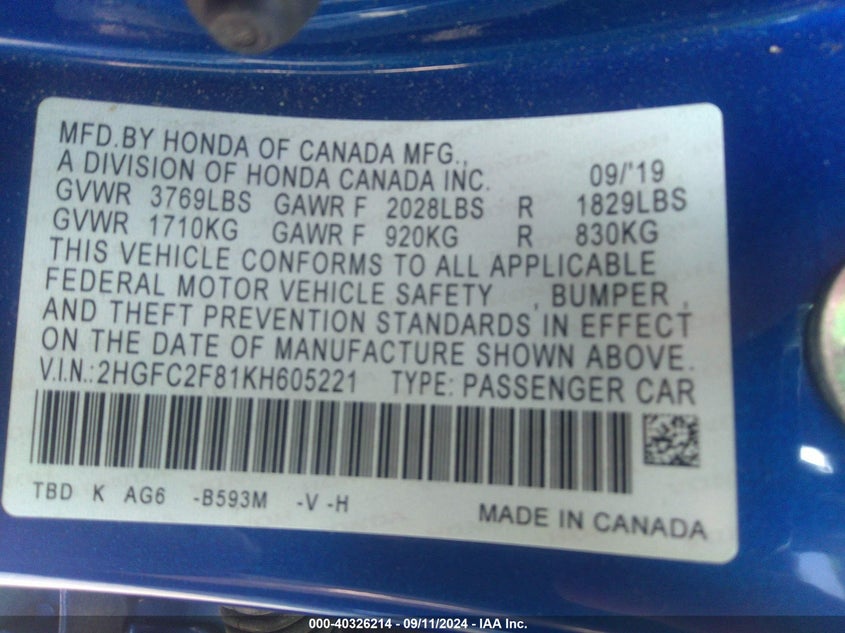 MFD.BY HONDA OF CANADA MFG.,
A DIVISION OF HONDA CANADA INC. 09/'19
GVWR 3769LBS GAWR F 2028LBS R 1829LBS
GVWR 1710KG GAWR F 920KG R 830KG
THIS VEHICLE CONFORMS TO ALL APPLICABLE
FEDERAL MOTOR VEHICLE SAFETY , BUMPER ,
AND THEFT PREVENTION STANDARDS IN EFFECT
ON THE DATE OF MANUFACTURE SHOWN ABOVE.
V.I.N.:2HGFC2F81KH605221 TYPE: PASSENGER CAR
TBD K AG6 -B593M -V -H
MADE IN CANADA
000-40326214 - 09/11/2024 - IAA Inc.